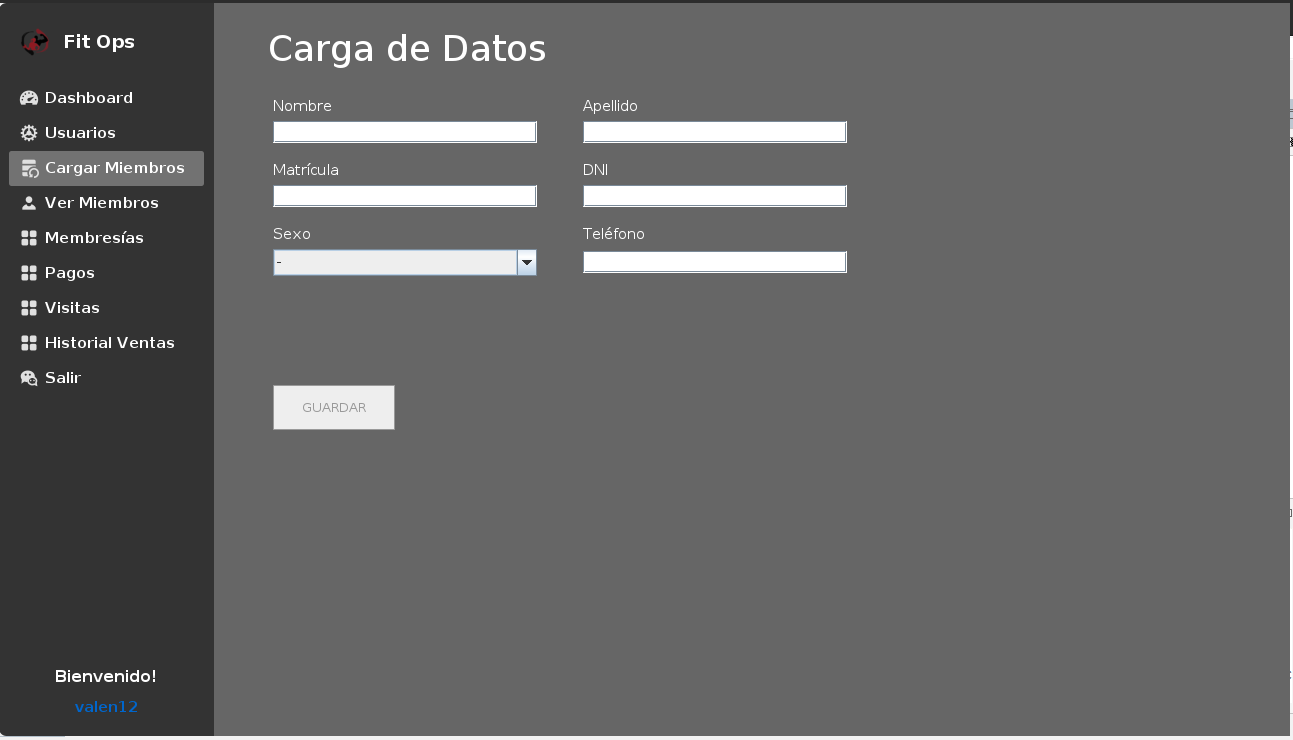 Fit Ops
Dashboard
Usuarios
Cargar Miembros
Ver Miembros
Membresías
Pagos
Visitas
Historial Ventas
Salir
Bienvenido!
valen12
Carga de Datos
Nombre
Apellido
Matrícula
DNI
Sexo
Teléfono
-
GUARDAR